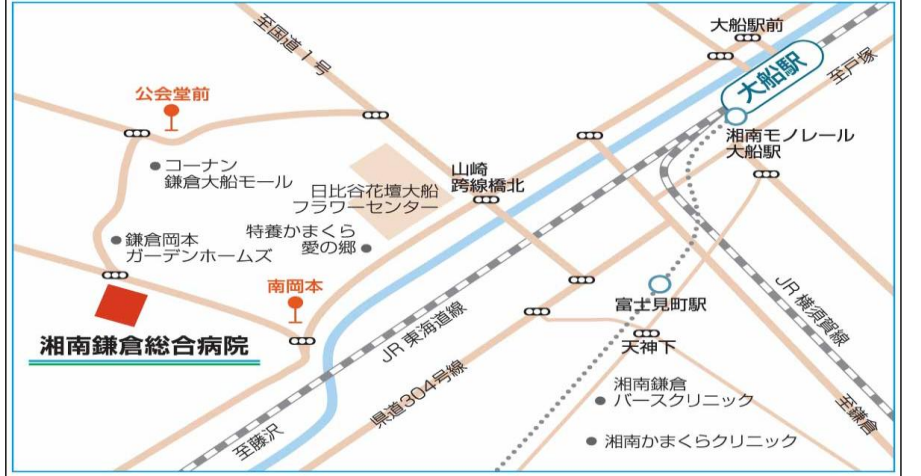 至国道1号
大船駅前
大船駅
至戸塚
公会堂前
湘南モノレール
大船駅
コーナン
鎌倉大船モール
山崎
跨線橋北
日比谷花壇大船
フラワーセンター
特養かまくら
愛の郷
鎌倉岡本
ガーデンホームズ
南岡本
富士見町駅
JR横須賀線
JR東海道線
湘南鎌倉総合病院
天神下
県道304号線
湘南鎌倉
バースクリニック
至鎌倉
至藤沢
湘南かまくらクリニック